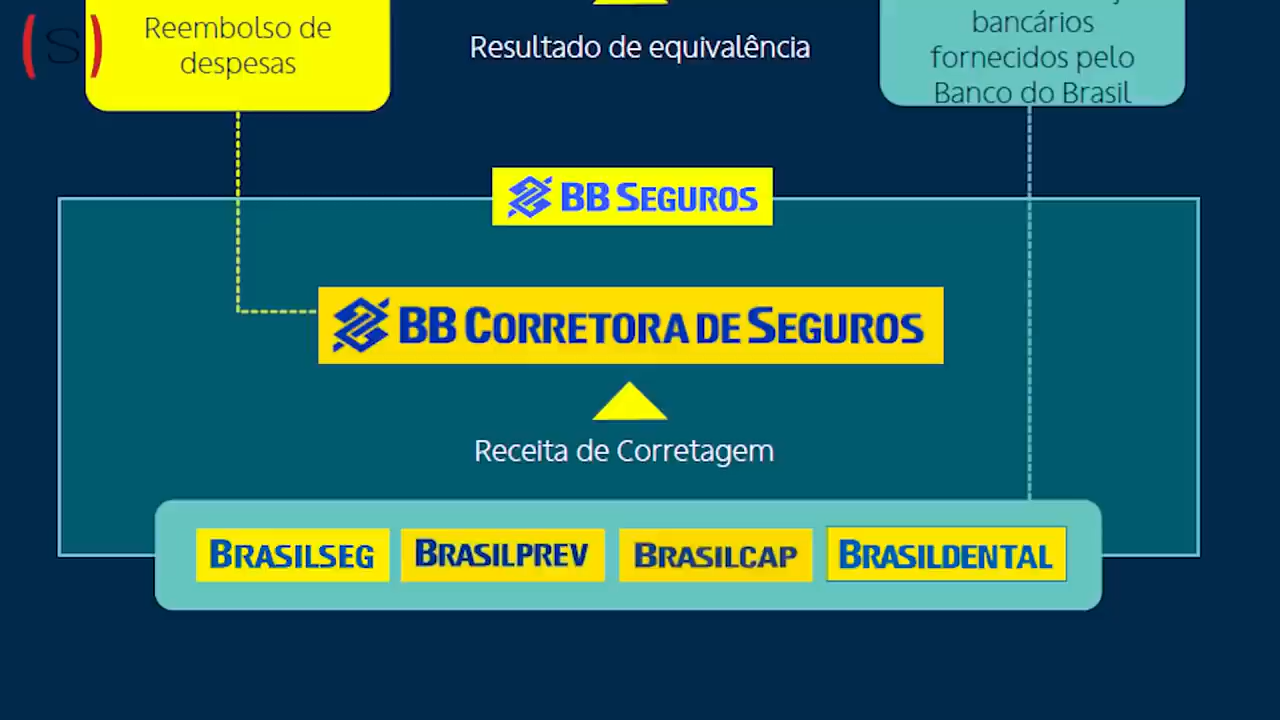 (S)
Reembolso de
despesas
Resultado de equivalência
bancários
fornecidos pelo
Banco do Brasil
BB SEGUROS
BB CORRETORA DE SEGUROS
Receita de Corretagem
BRASILSEG
BRASILPREV
BRASILCAP
BRASILDENTAL